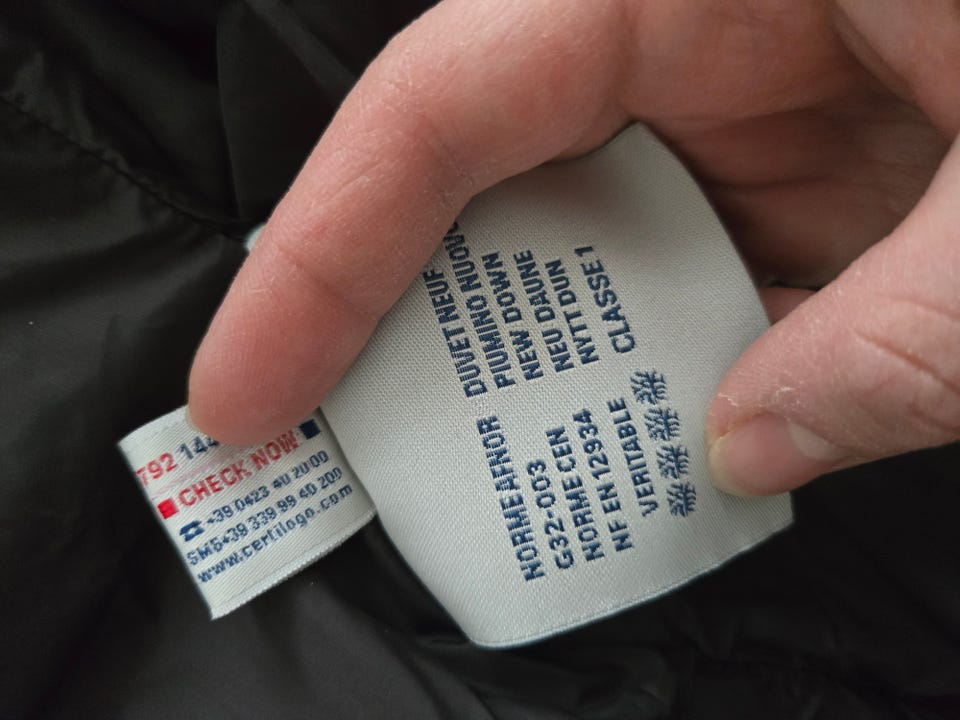 792 144
CHECK NOW
+39 0423 40 20 00
SMS+39 339 99 40 200
www.certilogo.com
DUVET NEUF
PIUMINO NUOVO
NEW DOWN
NEU DAUNE
NYTT DUN
CLASSE 1
NORME AFNOR
G32-003
NORME CEN
NF EN 12934
VERITABLE